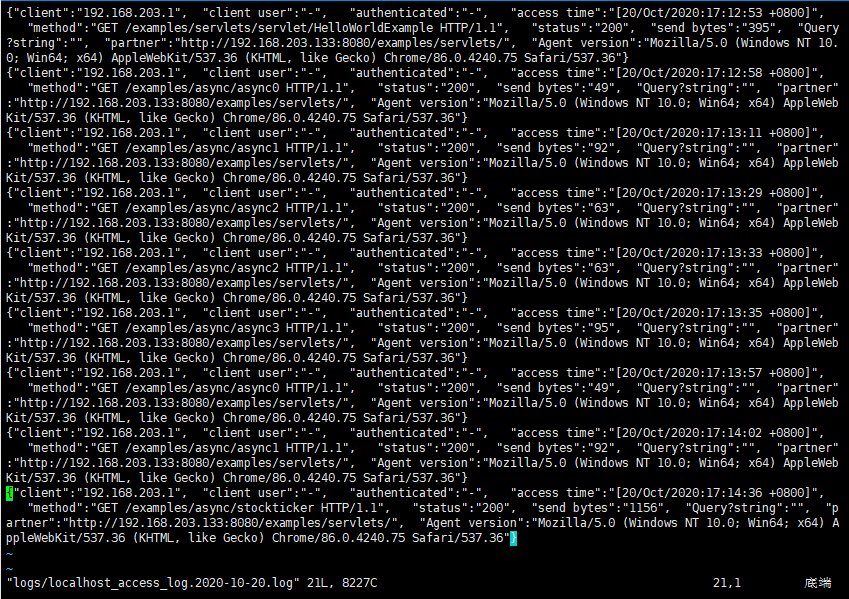 {"client":"192.168.203.1",  "client user":"-",   "authenticated":"-",   "access time":"[20/Oct/2020:17:12:53 +0800]",
   "method":"GET /examples/servlets/servlet/HelloWorldExample HTTP/1.1",    "status":"200",  "send bytes":"395",  "Query
?string":"",  "partner":"http://192.168.203.133:8080/examples/servlets/",  "Agent version":"Mozilla/5.0 (Windows NT 10.
0; Win64; x64) AppleWebKit/537.36 (KHTML, like Gecko) Chrome/86.0.4240.75 Safari/537.36"}
{"client":"192.168.203.1",  "client user":"-",   "authenticated":"-",   "access time":"[20/Oct/2020:17:12:58 +0800]",
   "method":"GET /examples/async/async0 HTTP/1.1",    "status":"200",  "send bytes":"49",  "Query?string":"",  "partner"
:"http://192.168.203.133:8080/examples/servlets/",  "Agent version":"Mozilla/5.0 (Windows NT 10.0; Win64; x64) AppleWeb
Kit/537.36 (KHTML, like Gecko) Chrome/86.0.4240.75 Safari/537.36"}
{"client":"192.168.203.1",  "client user":"-",   "authenticated":"-",   "access time":"[20/Oct/2020:17:13:11 +0800]",
   "method":"GET /examples/async/async1 HTTP/1.1",    "status":"200",  "send bytes":"92",  "Query?string":"",  "partner"
:"http://192.168.203.133:8080/examples/servlets/",  "Agent version":"Mozilla/5.0 (Windows NT 10.0; Win64; x64) AppleWeb
Kit/537.36 (KHTML, like Gecko) Chrome/86.0.4240.75 Safari/537.36"}
{"client":"192.168.203.1",  "client user":"-",   "authenticated":"-",   "access time":"[20/Oct/2020:17:13:29 +0800]",
   "method":"GET /examples/async/async2 HTTP/1.1",    "status":"200",  "send bytes":"63",  "Query?string":"",  "partner"
:"http://192.168.203.133:8080/examples/servlets/",  "Agent version":"Mozilla/5.0 (Windows NT 10.0; Win64; x64) AppleWeb
Kit/537.36 (KHTML, like Gecko) Chrome/86.0.4240.75 Safari/537.36"}
{"client":"192.168.203.1",  "client user":"-",   "authenticated":"-",   "access time":"[20/Oct/2020:17:13:33 +0800]",
   "method":"GET /examples/async/async2 HTTP/1.1",    "status":"200",  "send bytes":"63",  "Query?string":"",  "partner"
:"http://192.168.203.133:8080/examples/servlets/",  "Agent version":"Mozilla/5.0 (Windows NT 10.0; Win64; x64) AppleWeb
Kit/537.36 (KHTML, like Gecko) Chrome/86.0.4240.75 Safari/537.36"}
{"client":"192.168.203.1",  "client user":"-",   "authenticated":"-",   "access time":"[20/Oct/2020:17:13:35 +0800]",
   "method":"GET /examples/async/async3 HTTP/1.1",    "status":"200",  "send bytes":"95",  "Query?string":"",  "partner"
:"http://192.168.203.133:8080/examples/servlets/",  "Agent version":"Mozilla/5.0 (Windows NT 10.0; Win64; x64) AppleWeb
Kit/537.36 (KHTML, like Gecko) Chrome/86.0.4240.75 Safari/537.36"}
{"client":"192.168.203.1",  "client user":"-",   "authenticated":"-",   "access time":"[20/Oct/2020:17:13:57 +0800]",
   "method":"GET /examples/async/async0 HTTP/1.1",    "status":"200",  "send bytes":"49",  "Query?string":"",  "partner"
:"http://192.168.203.133:8080/examples/servlets/",  "Agent version":"Mozilla/5.0 (Windows NT 10.0; Win64; x64) AppleWeb
Kit/537.36 (KHTML, like Gecko) Chrome/86.0.4240.75 Safari/537.36"}
{"client":"192.168.203.1",  "client user":"-",   "authenticated":"-",   "access time":"[20/Oct/2020:17:14:02 +0800]",
   "method":"GET /examples/async/async1 HTTP/1.1",    "status":"200",  "send bytes":"92",  "Query?string":"",  "partner"
:"http://192.168.203.133:8080/examples/servlets/",  "Agent version":"Mozilla/5.0 (Windows NT 10.0; Win64; x64) AppleWeb
Kit/537.36 (KHTML, like Gecko) Chrome/86.0.4240.75 Safari/537.36"}
{"client":"192.168.203.1",  "client user":"-",   "authenticated":"-",   "access time":"[20/Oct/2020:17:14:36 +0800]",
   "method":"GET /examples/async/stockticker HTTP/1.1",    "status":"200",  "send bytes":"1156",  "Query?string":"",  "p
artner":"http://192.168.203.133:8080/examples/servlets/",  "Agent version":"Mozilla/5.0 (Windows NT 10.0; Win64; x64) A
ppleWebKit/537.36 (KHTML, like Gecko) Chrome/86.0.4240.75 Safari/537.36"}
~
~
"logs/localhost_access_log.2020-10-20.log" 21L, 8227C    21,1    底端